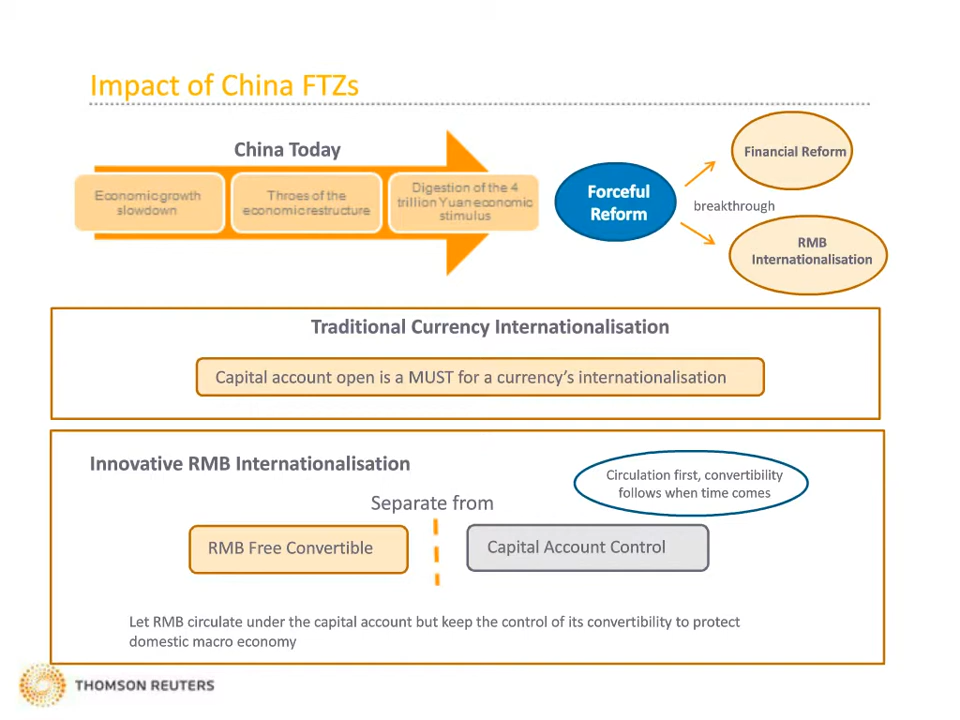 Impact of China FTZs
China Today
Economic growth
slowdown
Throes of the
economic restructure
Digestion of the 4
trillion Yuan economic
stimulus
Forceful
Reform
breakthrough
Financial Reform
RMB
Internationalisation
Traditional Currency Internationalisation
Capital account open is a MUST for a currency’s internationalisation
Innovative RMB Internationalisation
Circulation first, convertibility
follows when time comes
Separate from
RMB Free Convertible
Capital Account Control
Let RMB circulate under the capital account but keep the control of its convertibility to protect
domestic macro economy
THOMSON REUTERS